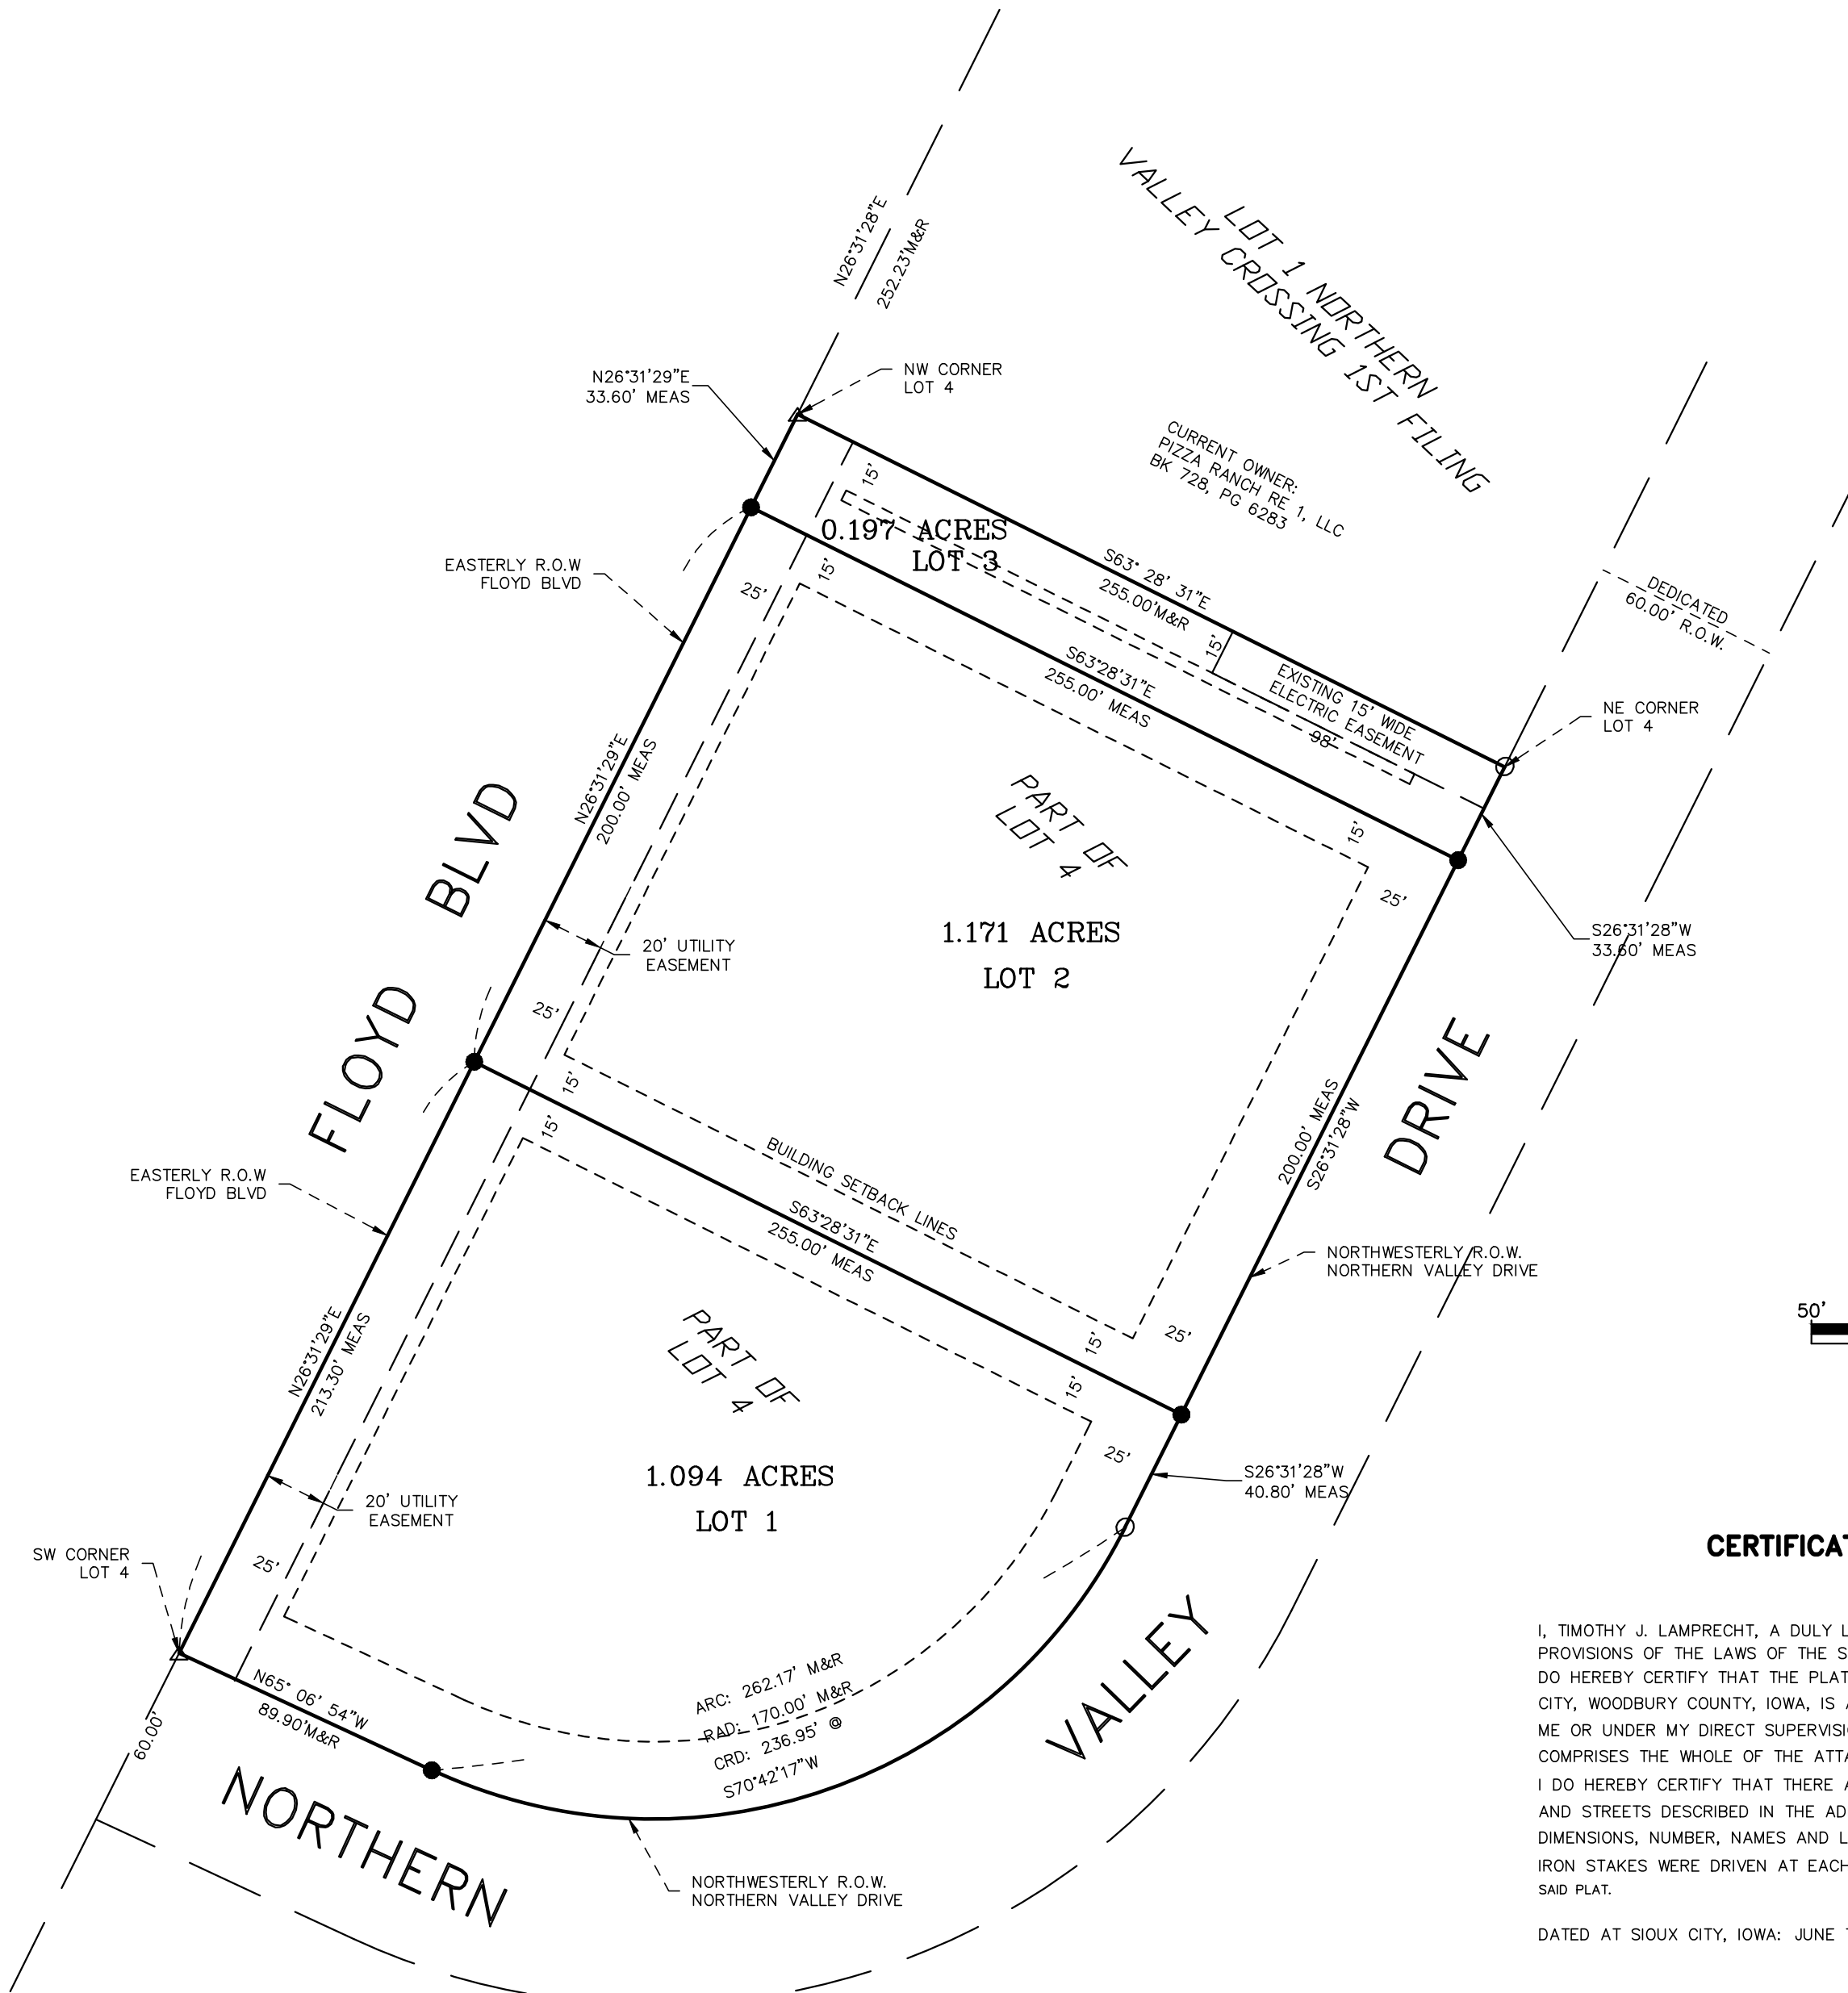 N26°31'28"E
252.23'M&R
LOT 1 NORTHERN
VALLEY CROSSING 1ST FILING
N26°31'29"E
33.60' MEAS
NW CORNER
LOT 4
CURRENT OWNER:
PIZZA RANCH RE 1, LLC
BK 728, PG 6283
15'
0.197 ACRES
LOT 3
EASTERLY R.O.W
FLOYD BLVD
25'
15'
S63° 28' 31"E
255.00'M&R
DEDICATED
60.00' R.O.W.
15'
S63°28'31"E
255.00' MEAS
EXISTING 15' WIDE
ELECTRIC EASEMENT
98'
NE CORNER
LOT 4
N26°31'29"E
200.00' MEAS
PART OF
LOT 4
15'
25'
1.171 ACRES
LOT 2
S26°31'28"W
33.60' MEAS
20' UTILITY
EASEMENT
FLOYD BLVD
25'
15'
15'
BUILDING SETBACK LINES
200.00' MEAS
S26°31'28"W
DRIVE
EASTERLY R.O.W
FLOYD BLVD
S63°28'31"E
255.00' MEAS
NORTHWESTERLY R.O.W.
NORTHERN VALLEY DRIVE
50'
25'
15'
15'
25'
N26°31'29"E
213.30' MEAS
PART OF
LOT 4
1.094 ACRES
LOT 1
S26°31'28"W
40.80' MEAS
20' UTILITY
EASEMENT
SW CORNER
LOT 4
25'
CERTIFICAT
I, TIMOTHY J. LAMPRECHT, A DULY L
PROVISIONS OF THE LAWS OF THE S
DO HEREBY CERTIFY THAT THE PLAT
CITY, WOODBURY COUNTY, IOWA, IS A
ME OR UNDER MY DIRECT SUPERVISIO
COMPRISES THE WHOLE OF THE ATTA
I DO HEREBY CERTIFY THAT THERE A
AND STREETS DESCRIBED IN THE AD
DIMENSIONS, NUMBER, NAMES AND L
IRON STAKES WERE DRIVEN AT EACH
SAID PLAT.
DATED AT SIOUX CITY, IOWA: JUNE 
N65° 06' 54"W
89.90'M&R
60.00'
ARC: 262.17' M&R
RAD: 170.00' M&R
CRD: 236.95' @
S70°42'17"W
NORTHERN
VALLEY
NORTHWESTERLY R.O.W.
NORTHERN VALLEY DRIVE